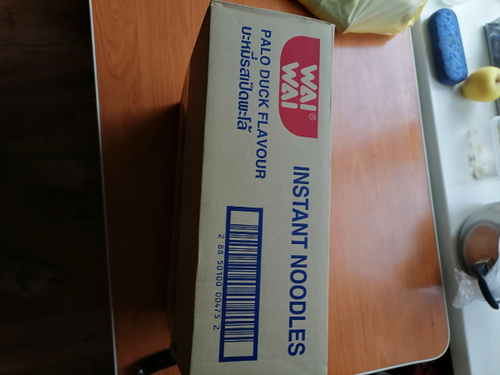 WAI
WAI®
PALO DUCK FLAVOUR
บะหมี่รสเป็ดพะโล้
INSTANT NOODLES
2 88 50100 00475 2